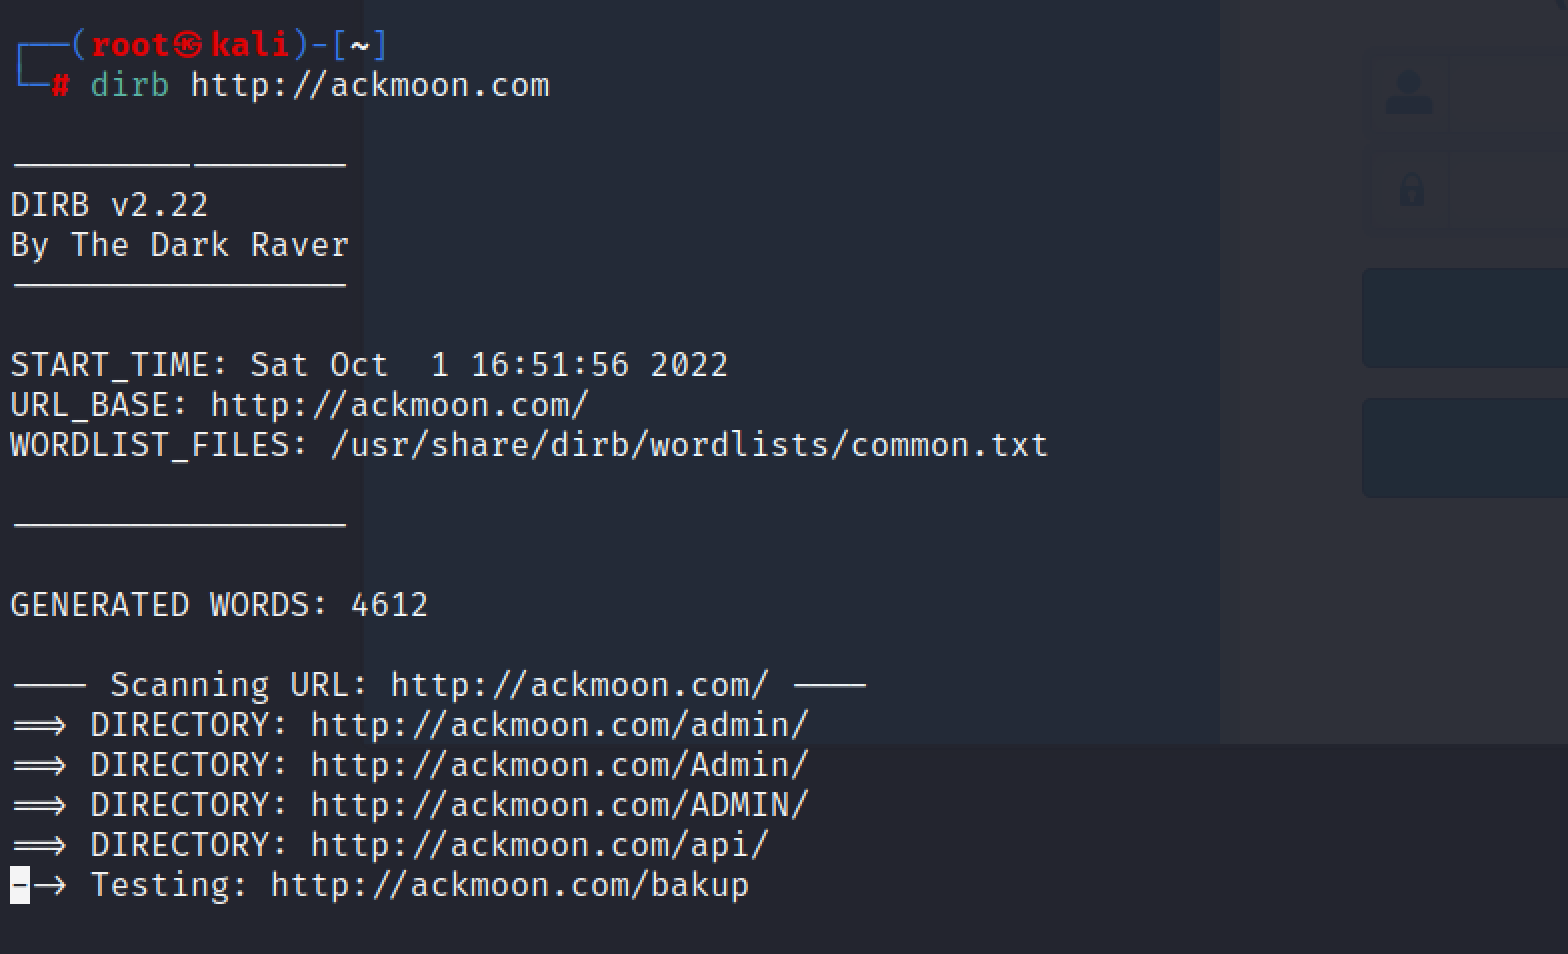 ┌──(root㉿kali)-[~]
└─# dirb http://ackmoon.com
—————————————————
DIRB v2.22
By The Dark Raver
—————————————————
START_TIME: Sat Oct  1 16:51:56 2022
URL_BASE: http://ackmoon.com/
WORDLIST_FILES: /usr/share/dirb/wordlists/common.txt
—————————————————
GENERATED WORDS: 4612
———— Scanning URL: http://ackmoon.com/ ————
⟹ DIRECTORY: http://ackmoon.com/admin/
⟹ DIRECTORY: http://ackmoon.com/Admin/
⟹ DIRECTORY: http://ackmoon.com/ADMIN/
⟹ DIRECTORY: http://ackmoon.com/api/
-→ Testing: http://ackmoon.com/bakup